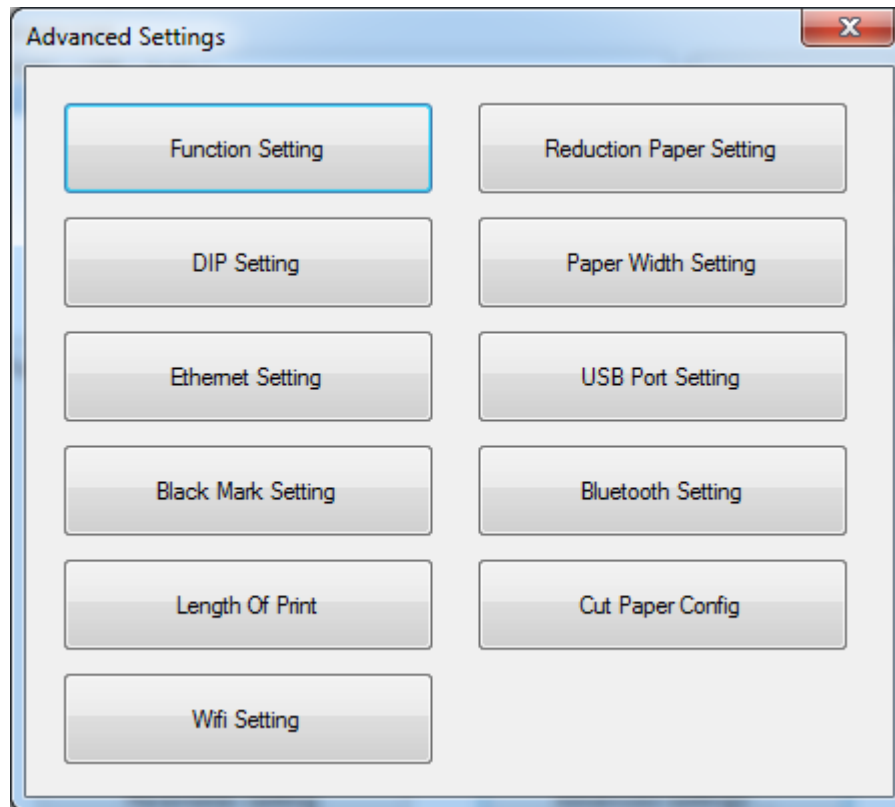 Advanced Settings
Function Setting
Reduction Paper Setting
DIP Setting
Paper Width Setting
Ethernet Setting
USB Port Setting
Black Mark Setting
Bluetooth Setting
Length Of Print
Cut Paper Config
Wifi Setting